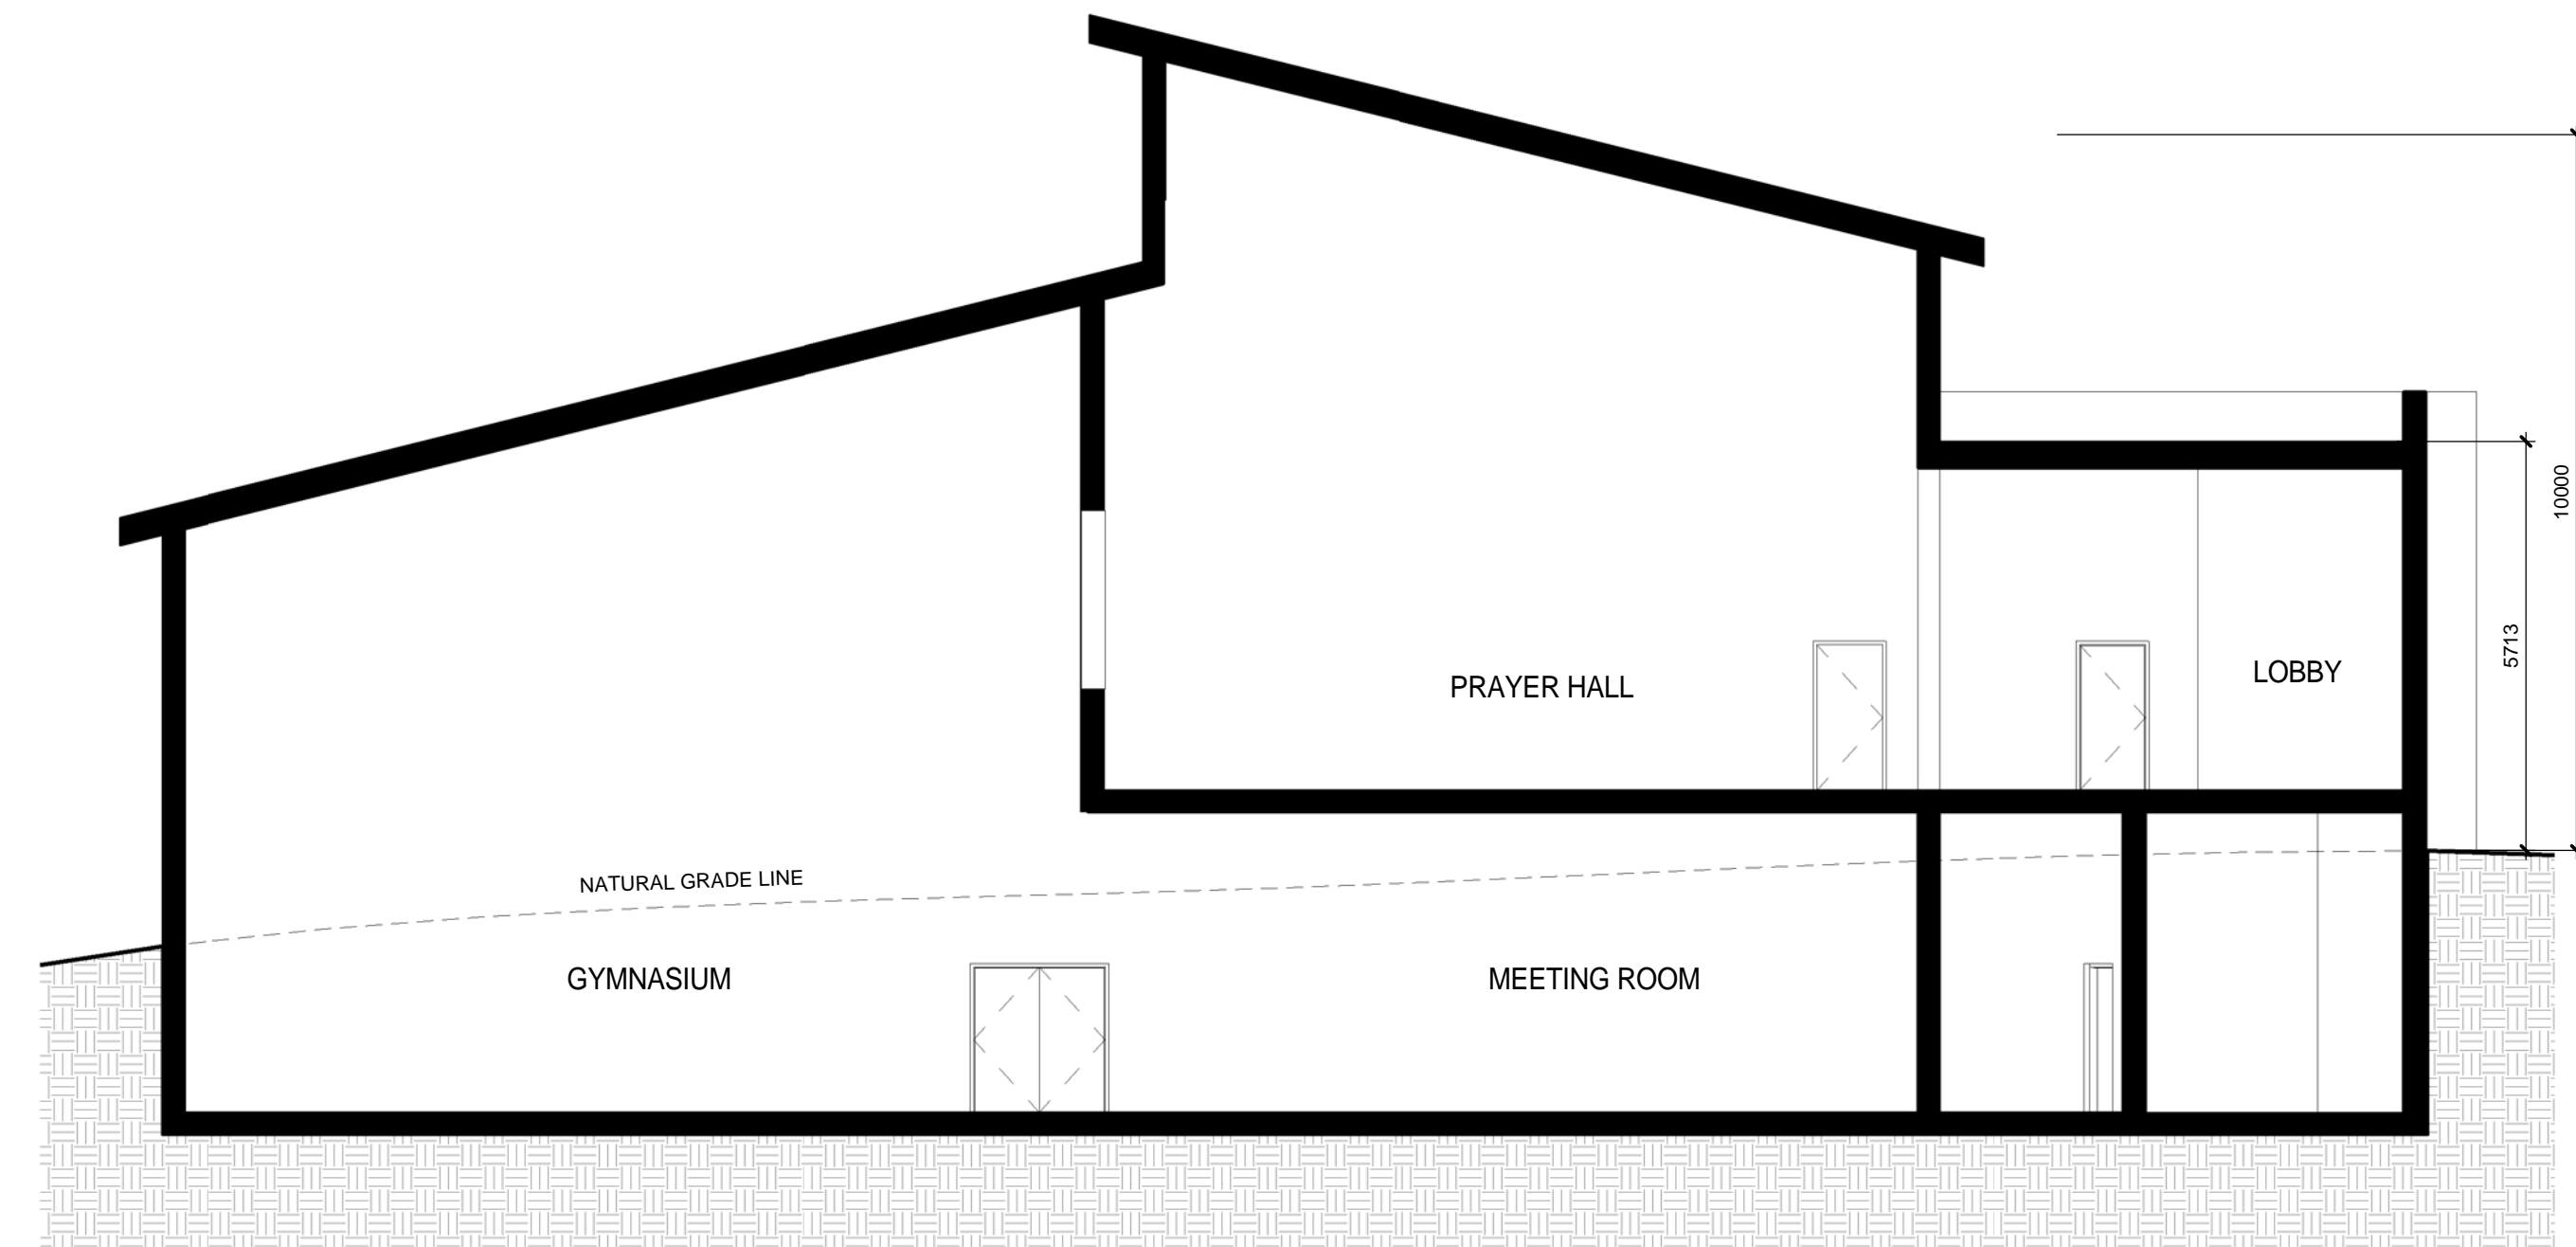 10000
5713
PRAYER HALL
LOBBY
NATURAL GRADE LINE
GYMNASIUM
MEETING ROOM